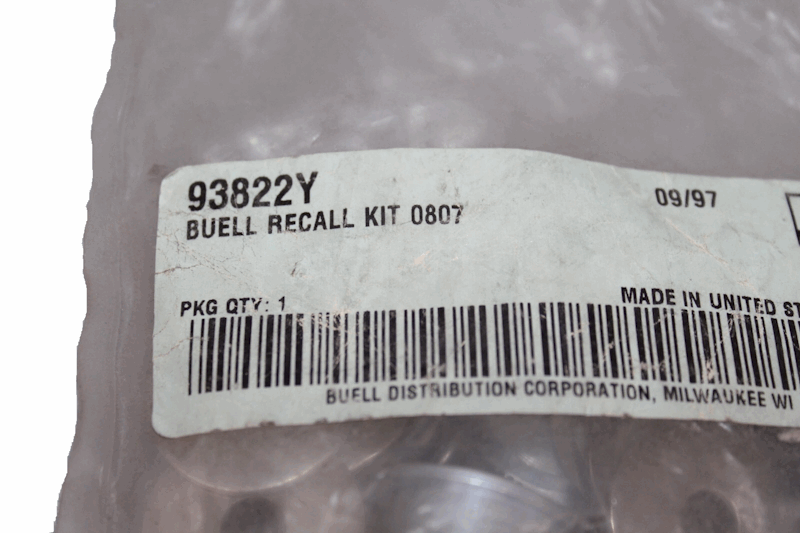 93822Y
09/97
BUELL RECALL KIT 0807
PKG QTY: 1
MADE IN UNITED ST
BUELL DISTRIBUTION CORPORATION, MILWAUKEE WI